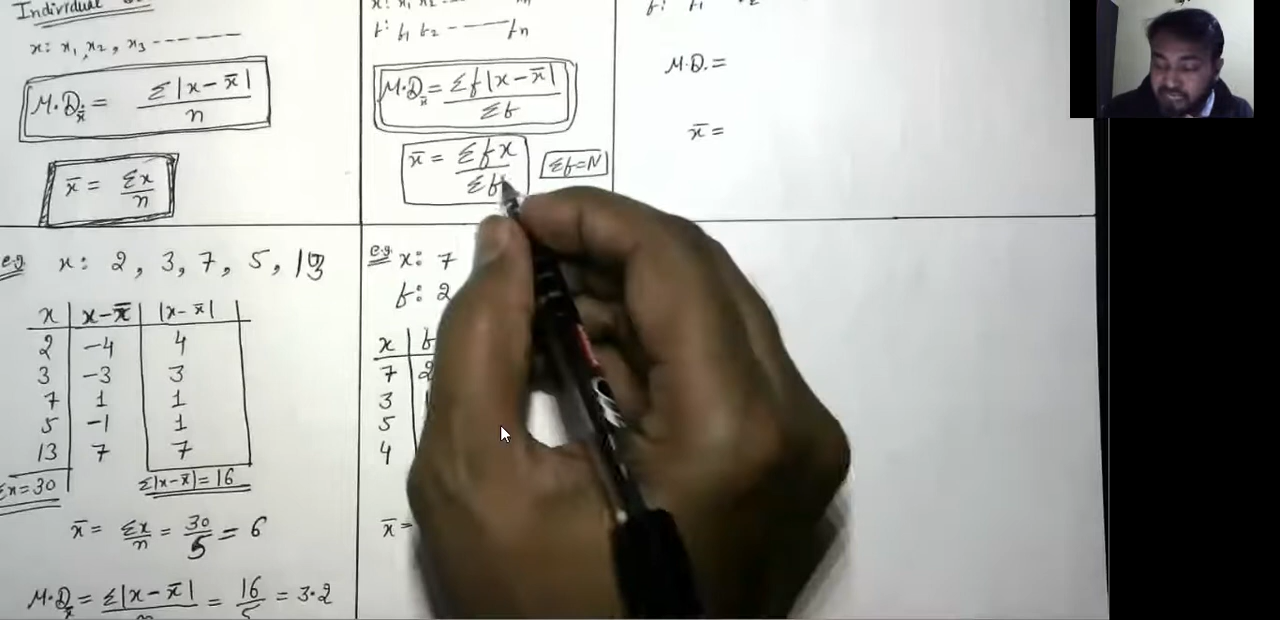 Individual
x: x₁, x₂, x₃ -------
M.D.x̄ = Σ|x-x̄| / n
x̄ = Σx / n
f: f₁ f₂ ------- fn
M.D.x̄ = Σf|x-x̄| / Σf
x̄ = Σfx / Σf
Σf=N
M.D. =
x̄ =
e.g. x: 2, 3, 7, 5, 13
x | x-x̄ | |x-x̄|
2 | -4 | 4
3 | -3 | 3
7 | 1 | 1
5 | -1 | 1
13 | 7 | 7
Σx=30 Σ|x-x̄|=16
x̄ = Σx / n = 30 / 5 = 6
M.D.x̄ = Σ|x-x̄| / n = 16 / 5 = 3.2
e.g. x: 7
f: 2
x | f
7 | 2
3
5
4
x̄ =